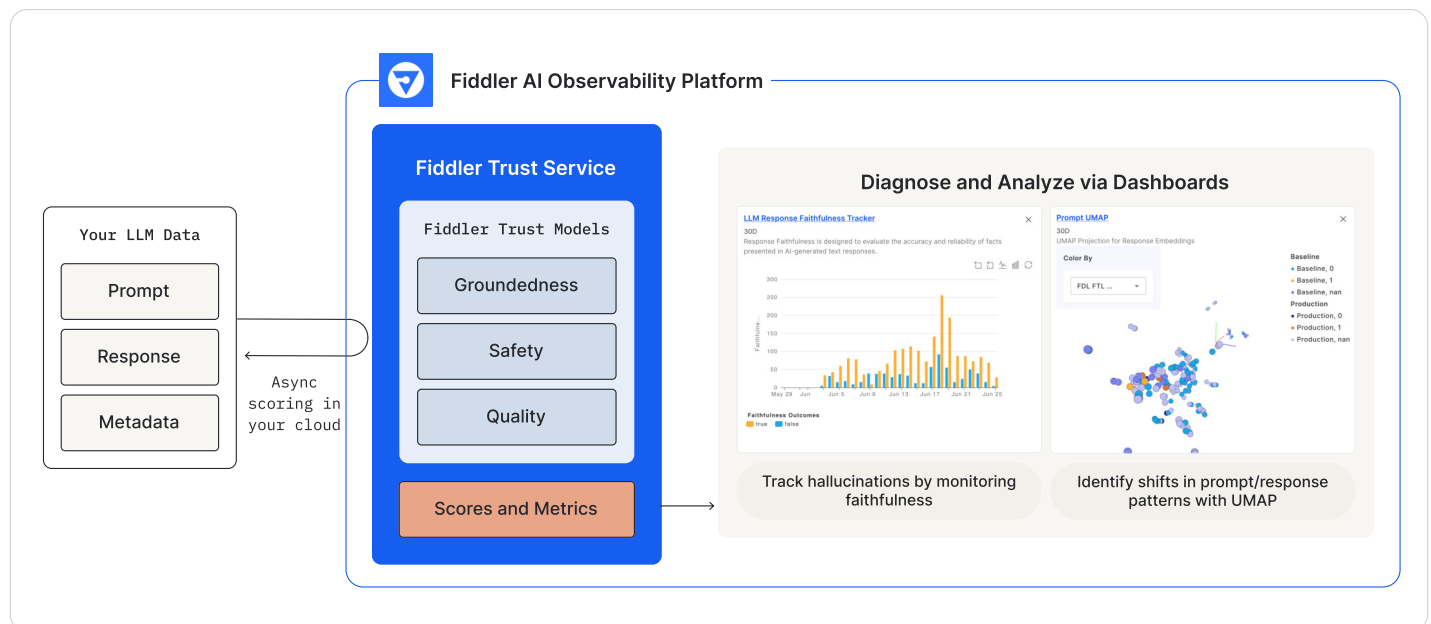 Fiddler AI Observability Platform
Your LLM Data
Prompt
Response
Metadata
Async
scoring in
your cloud
Fiddler Trust Service
Fiddler Trust Models
Groundedness
Safety
Quality
Scores and Metrics
Diagnose and Analyze via Dashboards
LLM Response Faithfulness Tracker
30D
Response Faithfulness is designed to evaluate the accuracy and reliability of facts
presented in AI-generated text responses.
300
250
200
150
100
50
0
Faithfulne...
May 29 Jun Jun 5 Jun 9 Jun 13 Jun 17 Jun 21 Jun 25
Faithfulness Outcomes
true false
Track hallucinations by monitoring
faithfulness
Prompt UMAP
30D
UMAP Projection for Response Embeddings
Color By
FDL FTL ...
Baseline
Baseline, 0
Baseline, 1
Baseline, nan
Production
Production, 0
Production, 1
Production, nan
Identify shifts in prompt/response
patterns with UMAP